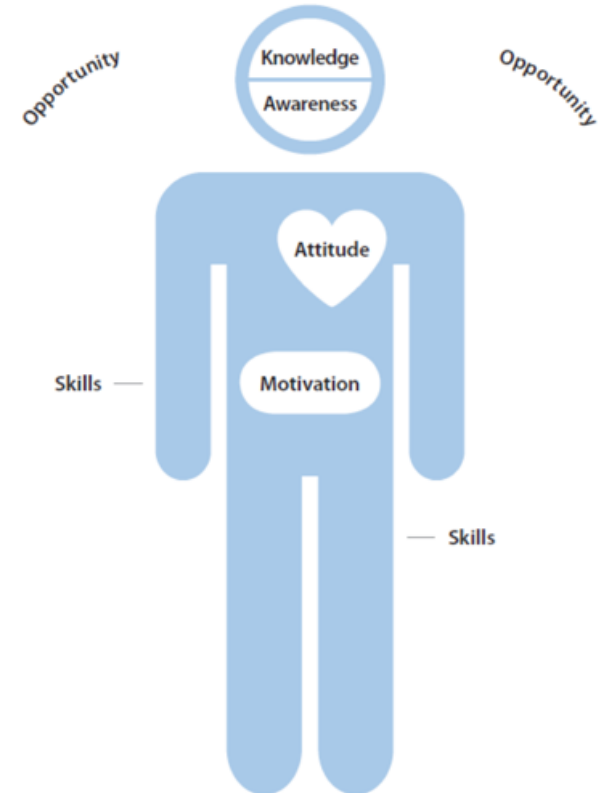 Opportunity
Knowledge
Opportunity
Awareness
Attitude
Skills
Motivation
Skills